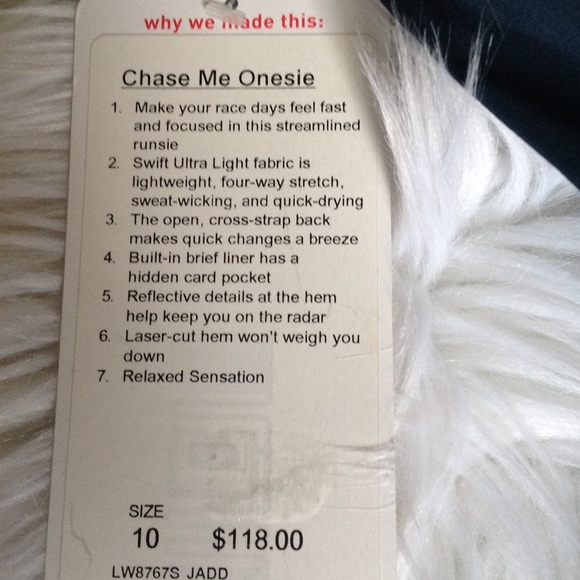 why we made this:
Chase Me Onesie
1. Make your race days feel fast
and focused in this streamlined
runsie
2. Swift Ultra Light fabric is
lightweight, four-way stretch,
sweat-wicking, and quick-drying
3. The open, cross-strap back
makes quick changes a breeze
4. Built-in brief liner has a
hidden card pocket
5. Reflective details at the hem
help keep you on the radar
6. Laser-cut hem won't weigh you
down
7. Relaxed Sensation
SIZE
10 $118.00
LW8767S JADD